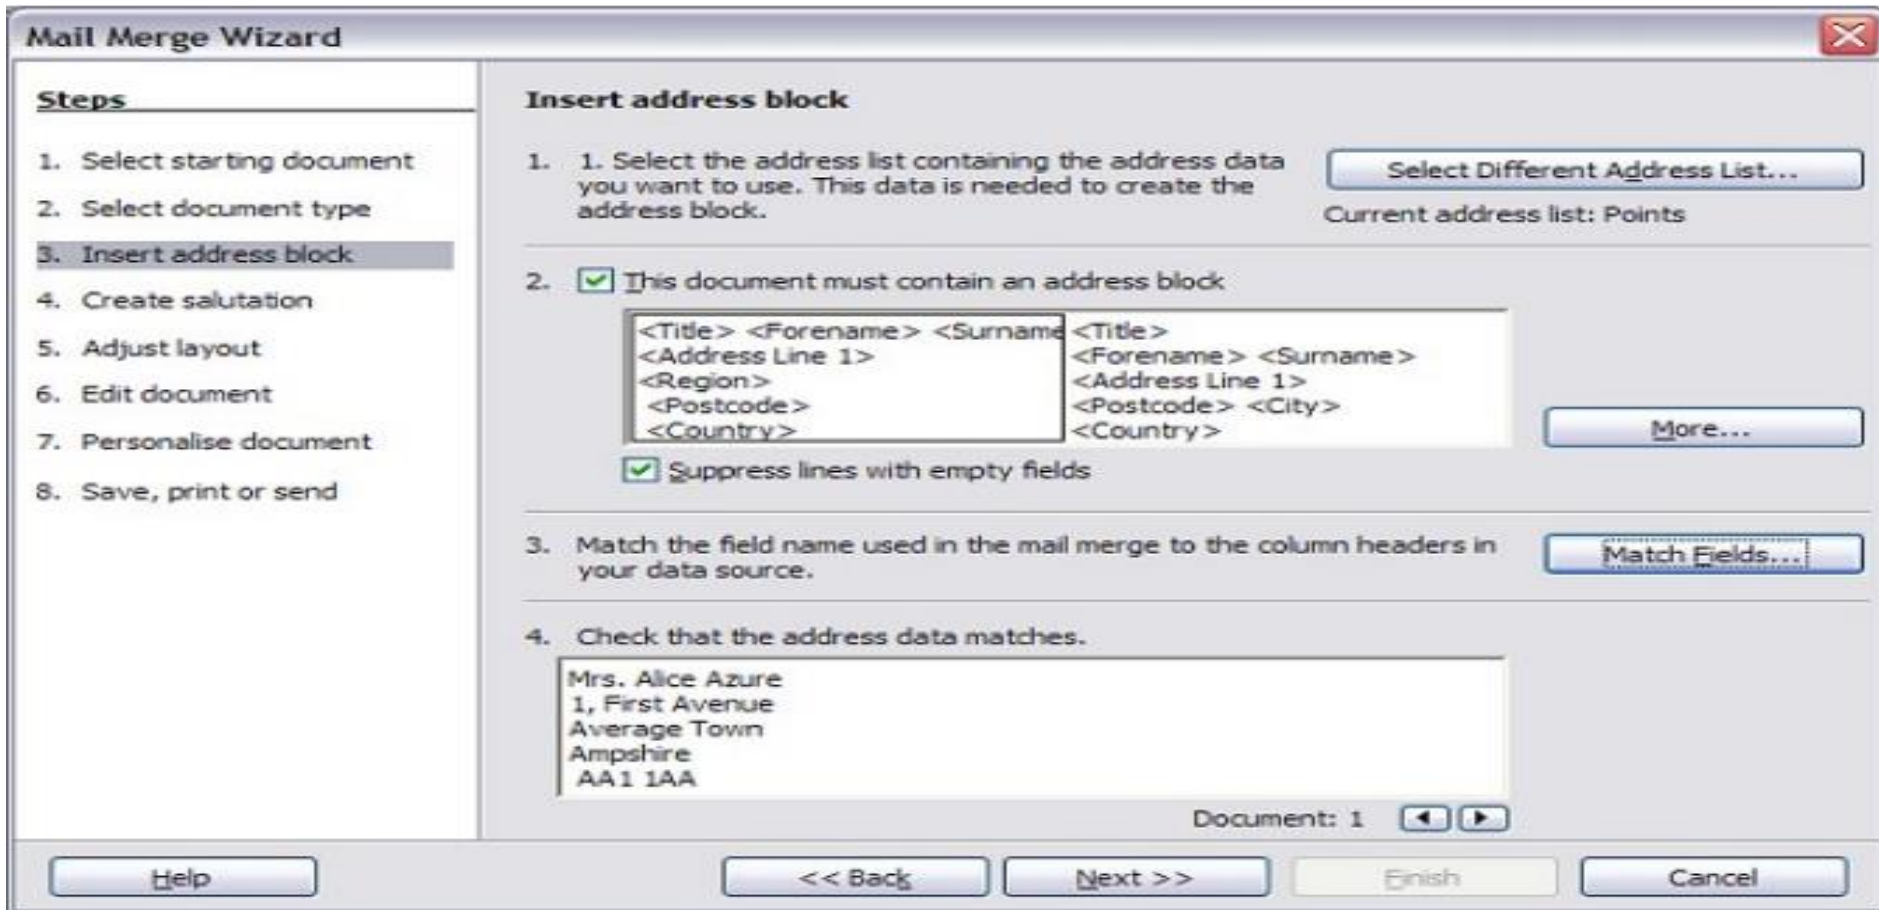 Mail Merge Wizard
Steps
1. Select starting document
2. Select document type
3. Insert address block
4. Create salutation
5. Adjust layout
6. Edit document
7. Personalise document
8. Save, print or send
Insert address block
1. 1. Select the address list containing the address data
you want to use. This data is needed to create the
address block.
Select Different Address List...
Current address list: Points
2. This document must contain an address block
<Title> <Forename> <Surname
<Address Line 1>
<Region>
<Postcode>
<Country>
<Title>
<Forename> <Surname>
<Address Line 1>
<Postcode> <City>
<Country>
More...
Suppress lines with empty fields
3. Match the field name used in the mail merge to the column headers in
your data source.
Match Fields...
4. Check that the address data matches.
Mrs. Alice Azure
1, First Avenue
Average Town
Ampshire
AA1 1AA
Document: 1
Help
<< Back
Next >>
Finish
Cancel